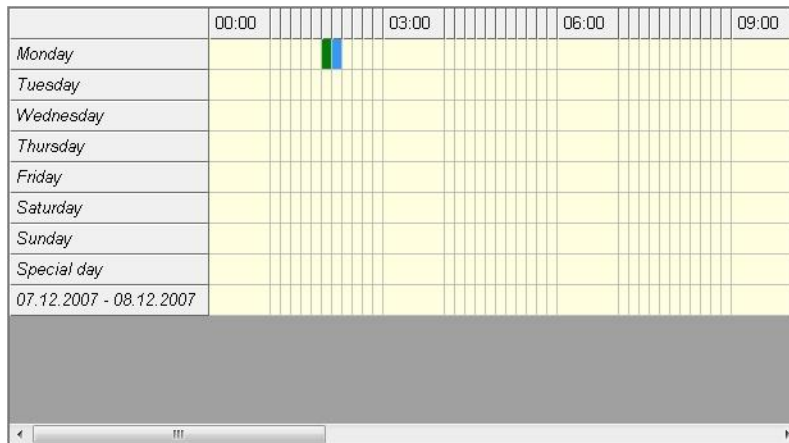 00:00 03:00 06:00 09:00
Monday
Tuesday
Wednesday
Thursday
Friday
Saturday
Sunday
Special day
07.12.2007 - 08.12.2007